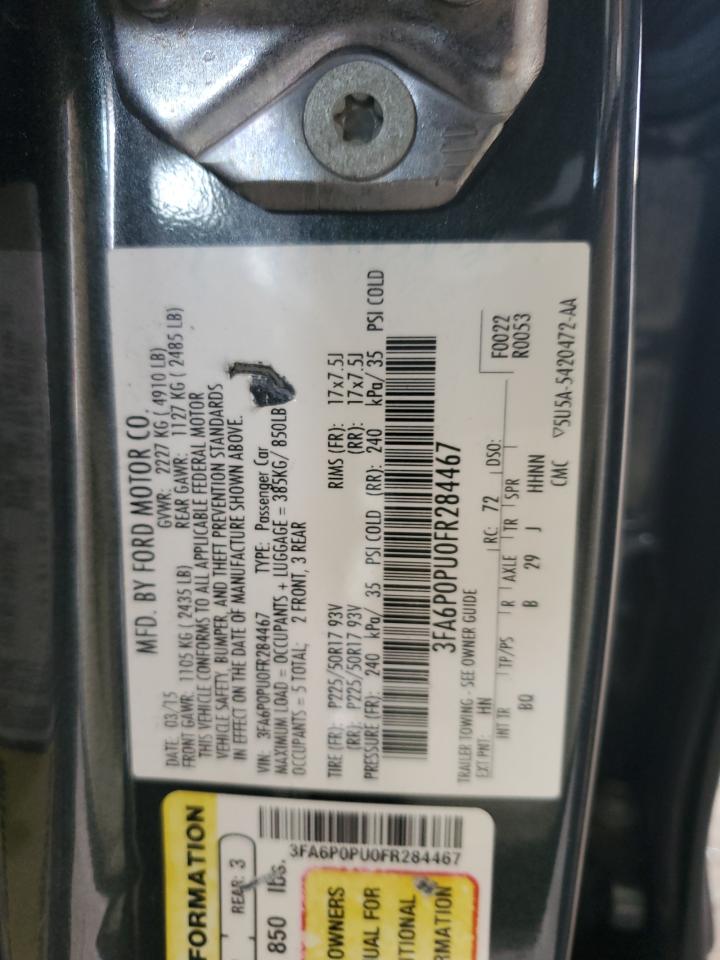 MFD. BY FORD MOTOR CO.
DATE: 03/15 GVWR: 2227 KG ( 4910 LB)
FRONT GAWR: 1105 KG ( 2435 LB) REAR GAWR: 1127 KG ( 2485 LB)
THIS VEHICLE CONFORMS TO ALL APPLICABLE FEDERAL MOTOR
VEHICLE SAFETY, BUMPER, AND THEFT PREVENTION STANDARDS
IN EFFECT ON THE DATE OF MANUFACTURE SHOWN ABOVE.
VIN: 3FA6P0PU0FR284467 TYPE: Passenger Car
MAXIMUM LOAD = OCCUPANTS + LUGGAGE = 385KG/ 850LB
OCCUPANTS = 5 TOTAL: 2 FRONT, 3 REAR
TIRE (FR): P225/50R17 93V RIMS (FR): 17x7.5J
(RR): P225/50R17 93V (RR): 17x7.5J
PRESSURE (FR): 240 kPa/ 35 PSI COLD (RR): 240 kPa/ 35 PSI COLD
3FA6P0PU0FR284467
TRAILER TOWING - SEE OWNER GUIDE
EXT PNT: HN RC: 72 DSO: F0022
R0053
INT TR TP/PS R AXLE TR SPR
BQ B 29 J HHNN
CMC ▽5U5A-5420472-AA
FORMATION
REAR: 3
850 lbs.
3FA6P0PU0FR284467
OWNERS
UAL FOR
TIONAL
RMATION